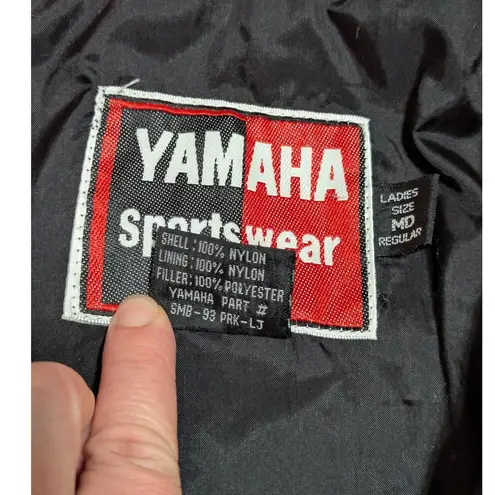 YAMAHA
Sportswear
SHELL:100% NYLON
LINING:100% NYLON
FILLER:100% POLYESTER
YAMAHA PART #
SMB-93 PRK-LJ
LADIES
SIZE
MD
REGULAR